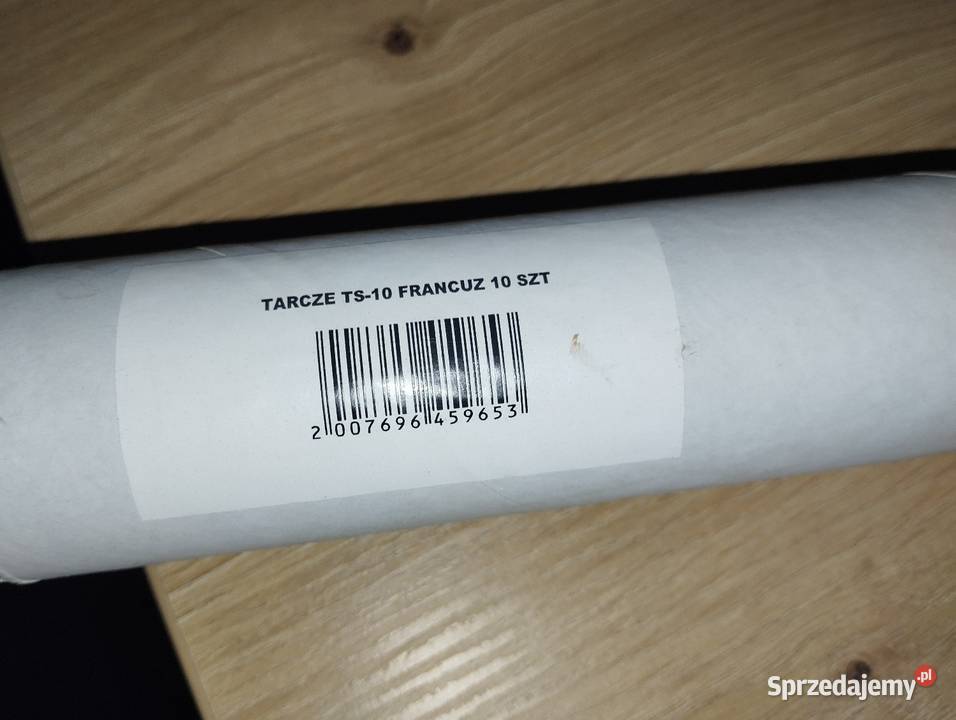 TARCZE TS-10 FRANCUZ 10 SZT
2 007696 459653
Sprzedajemy.pl